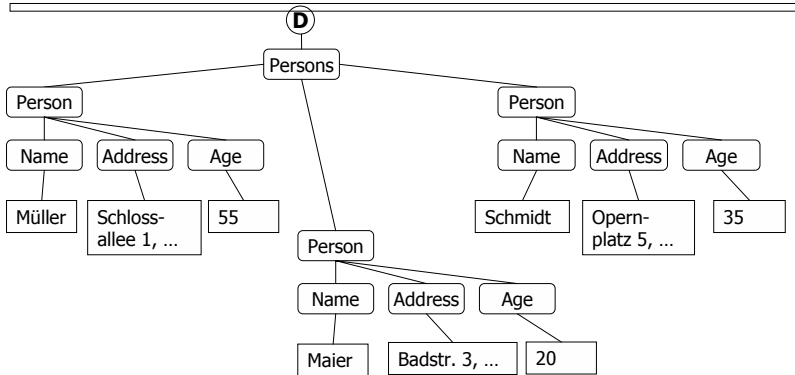 D
Persons
Person
Person
Name
Address
Age
Name
Address
Age
Müller
Schloss-
allee 1, ...
55
Schmidt
Opern-
platz 5, ...
35
Person
Name
Address
Age
Maier
Badstr. 3, ...
20